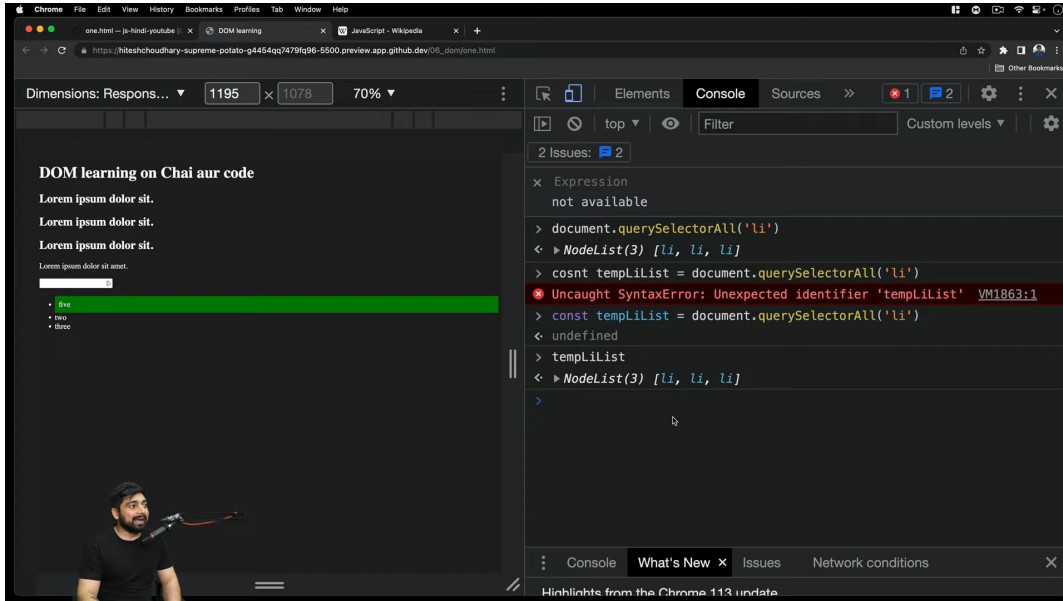 Chrome File Edit View History Bookmarks Profiles Tab Window Help
one.html — js-hindi-youtube [ × DOM learning × W JavaScript - Wikipedia × +
https://hiteshchoudhary-supreme-potato-g4454qq7479fq96-5500.preview.app.github.dev/06_dom/one.html
Other Bookmarks
Dimensions: Respons... ▼ 1195 × 1078 70% ▼
Elements Console Sources » 1 2
top ▼ Filter Custom levels ▼
2 Issues: 2
Expression
not available
DOM learning on Chai aur code
Lorem ipsum dolor sit.
Lorem ipsum dolor sit.
Lorem ipsum dolor sit.
Lorem ipsum dolor sit amet.
• five
• two
• three
> document.querySelectorAll('li')
NodeList(3) [li, li, li]
> cosnt tempLiList = document.querySelectorAll('li')
Uncaught SyntaxError: Unexpected identifier 'tempLiList' VM1863:1
> const tempLiList = document.querySelectorAll('li')
undefined
> tempLiList
NodeList(3) [li, li, li]
>
Console What's New × Issues Network conditions
Highlights from the Chrome 113 update